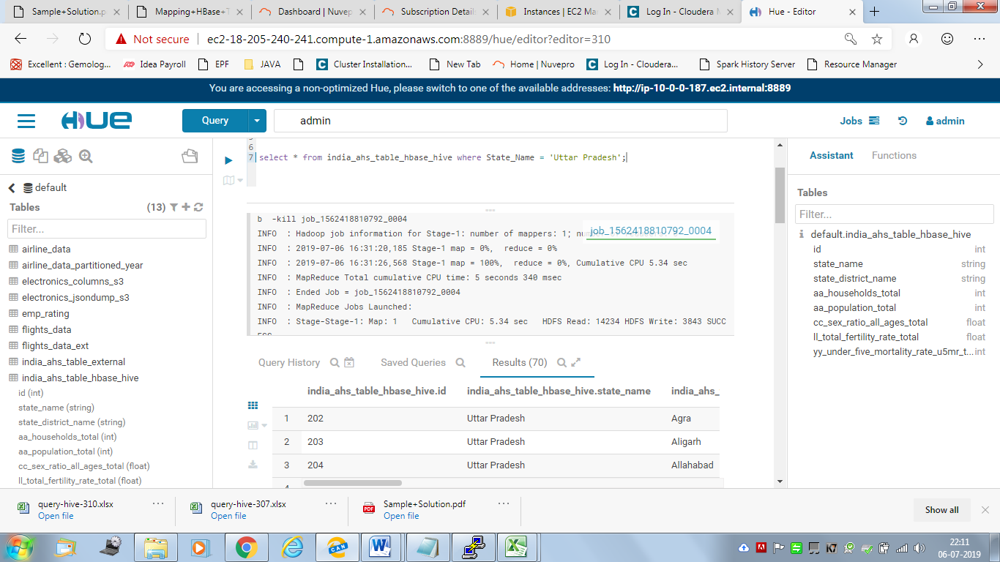 Sample+Solution.p
Mapping+HBase+T
Dashboard | Nuvep
Subscription Detail
Instances | EC2 Ma
Log In - Cloudera M
Hue - Editor
Not secure
ec2-18-205-240-241.compute-1.amazonaws.com:8889/hue/editor?editor=310
Excellent : Gemolog...
Idea Payroll
EPF
JAVA
Cluster Installation...
New Tab
Home | Nuvepro
Log In - Cloudera...
Spark History Server
Resource Manager
You are accessing a non-optimized Hue, please switch to one of the available addresses: http://ip-10-0-0-187.ec2.internal:8889
HUE
Query
admin
Jobs
admin
default
Tables
(13)
Filter...
airline_data
airline_data_partitioned_year
electronics_columns_s3
electronics_jsondump_s3
emp_rating
flights_data
flights_data_ext
india_ahs_table_external
india_ahs_table_hbase_hive
id (int)
state_name (string)
state_district_name (string)
aa_households_total (int)
aa_population_total (int)
cc_sex_ratio_all_ages_total (float)
ll_total_fertility_rate_total (float)
6
7 select * from india_ahs_table_hbase_hive where State_Name = 'Uttar Pradesh';
b -kill job_1562418810792_0004
INFO : Hadoop job information for Stage-1: number of mappers: 1;
job_1562418810792_0004
INFO : 2019-07-06 16:31:20,185 Stage-1 map = 0%, reduce = 0%
INFO : 2019-07-06 16:31:26,568 Stage-1 map = 100%, reduce = 0%, Cumulative CPU 5.34 sec
INFO : MapReduce Total cumulative CPU time: 5 seconds 340 msec
INFO : Ended Job = job_1562418810792_0004
INFO : MapReduce Jobs Launched:
INFO : Stage-Stage-1: Map: 1 Cumulative CPU: 5.34 sec HDFS Read: 14234 HDFS Write: 3843 SUCC
ESS
Query History
Saved Queries
Results (70)
india_ahs_table_hbase_hive.id
india_ahs_table_hbase_hive.state_name
india_ahs_
1 202 Uttar Pradesh Agra
2 203 Uttar Pradesh Aligarh
3 204 Uttar Pradesh Allahabad
4
Assistant
Functions
Tables
Filter...
default.india_ahs_table_hbase_hive
id int
state_name string
state_district_name string
aa_households_total int
aa_population_total int
cc_sex_ratio_all_ages_total float
ll_total_fertility_rate_total float
yy_under_five_mortality_rate_u5mr_t... int
query-hive-310.xlsx
Open file
query-hive-307.xlsx
Open file
Sample+Solution.pdf
Open file
Show all
CAN
22:11
06-07-2019